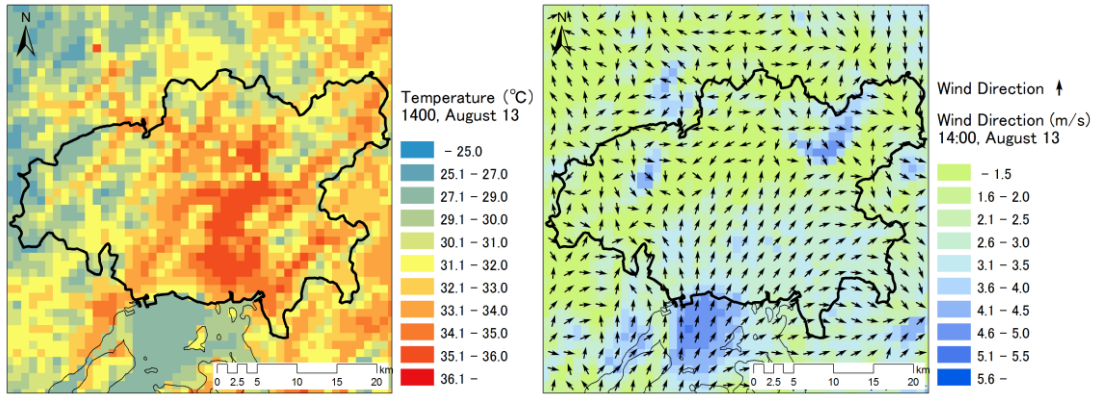 N
Temperature (℃)
1400, August 13
- 25.0
25.1 - 27.0
27.1 - 29.0
29.1 - 30.0
30.1 - 31.0
31.1 - 32.0
32.1 - 33.0
33.1 - 34.0
34.1 - 35.0
35.1 - 36.0
36.1 -
km
0 2.5 5 10 15 20
N
Wind Direction
Wind Direction (m/s)
14:00, August 13
- 1.5
1.6 - 2.0
2.1 - 2.5
2.6 - 3.0
3.1 - 3.5
3.6 - 4.0
4.1 - 4.5
4.6 - 5.0
5.1 - 5.5
5.6 -
km
0 2.5 5 10 15 20